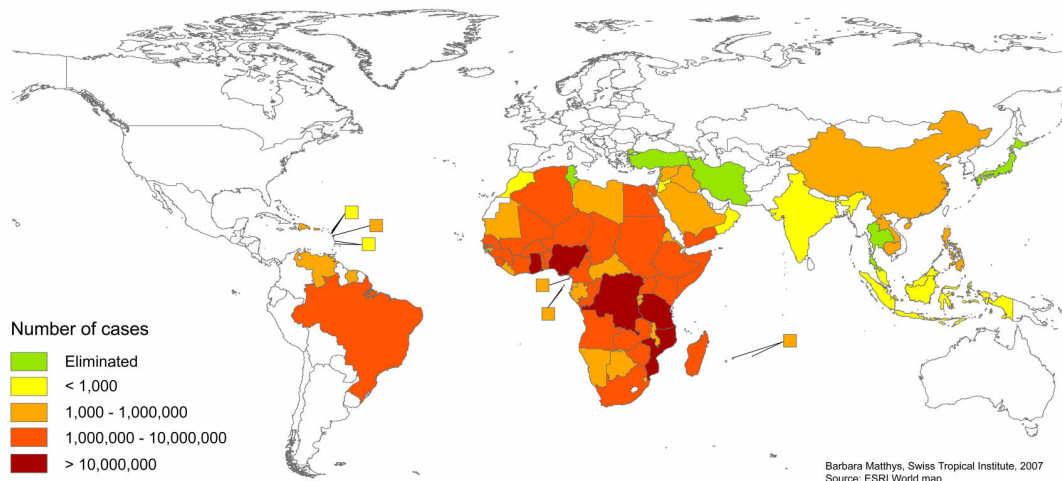 Number of cases
Eliminated
< 1,000
1,000 - 1,000,000
1,000,000 - 10,000,000
> 10,000,000
Barbara Matthys, Swiss Tropical Institute, 2007
Source: ESRI World map